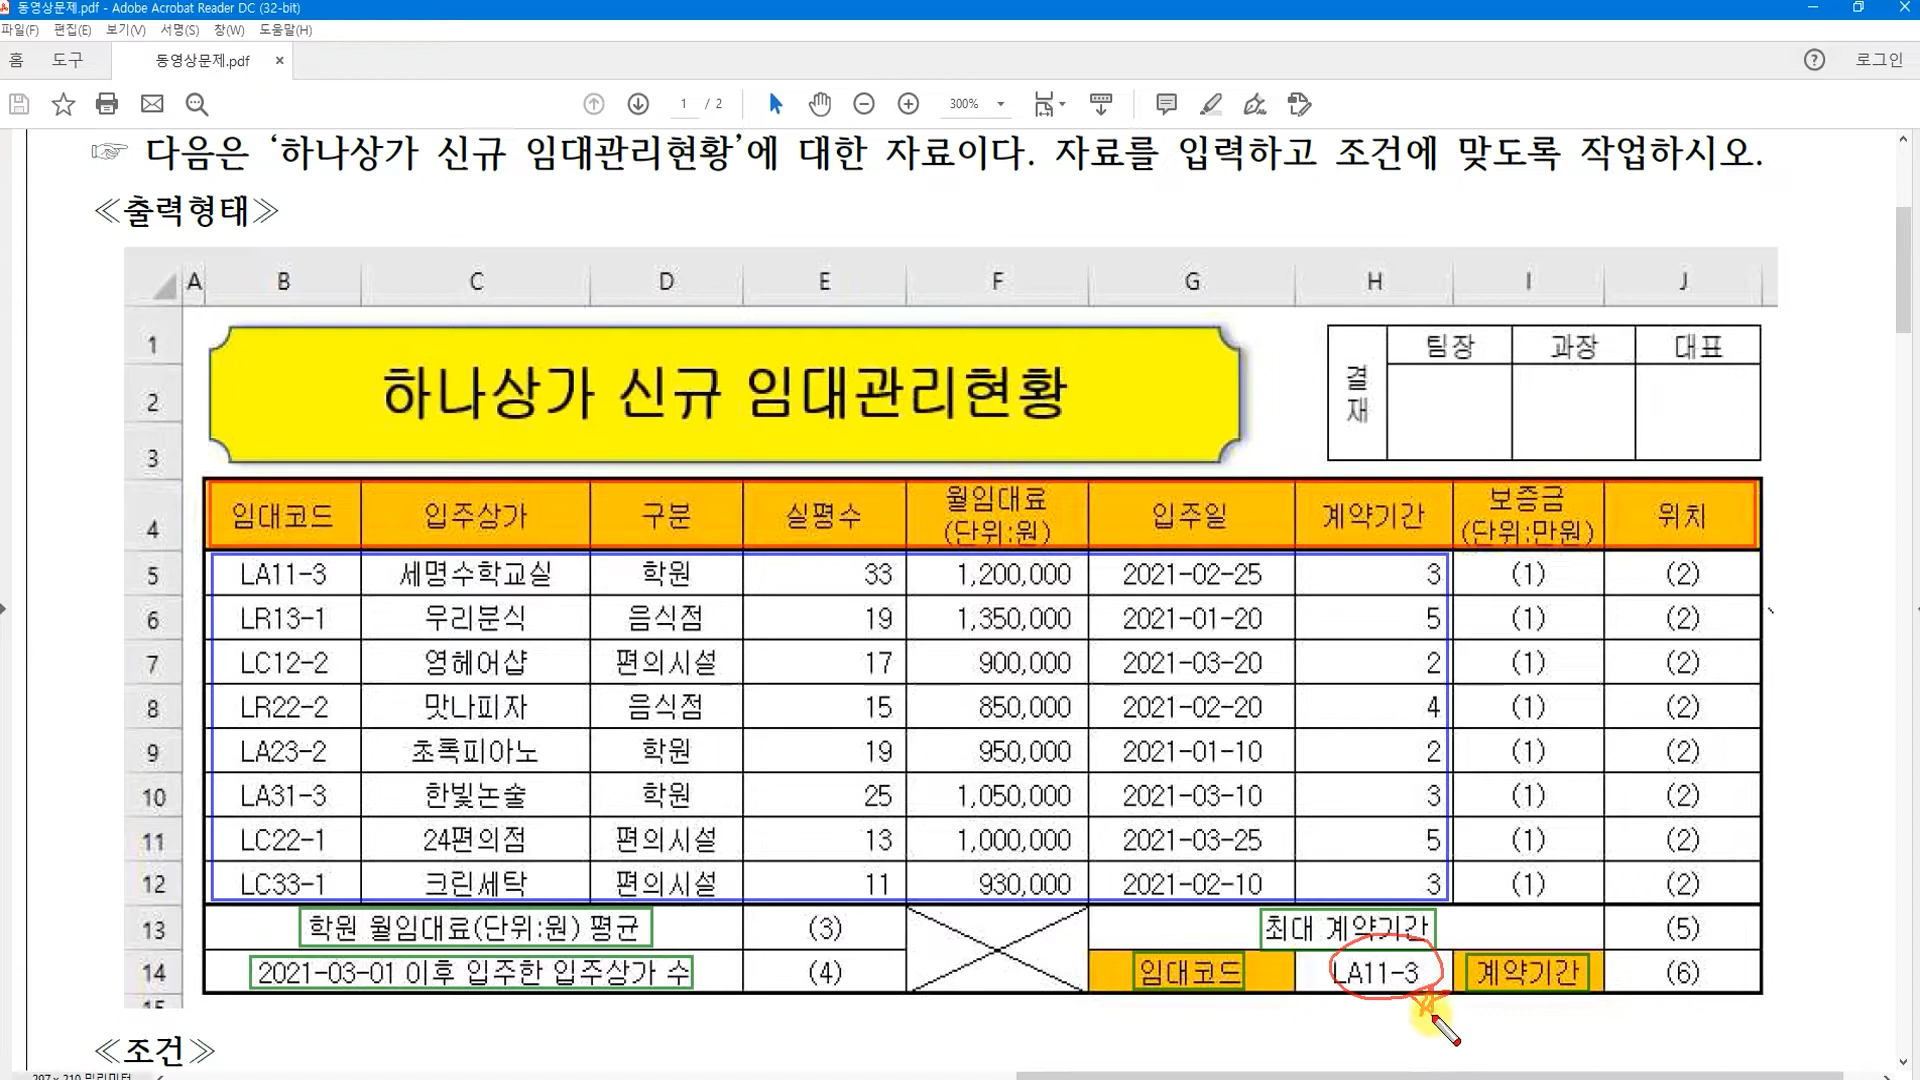 동영상문제.pdf - Adobe Acrobat Reader DC (32-bit)
파일(F) 편집(E) 보기(V) 서명(S) 창(W) 도움말(H)
홈 도구 동영상문제.pdf × ? 로그인
1 / 2 300%
☞ 다음은 ‘하나상가 신규 임대관리현황’에 대한 자료이다. 자료를 입력하고 조건에 맞도록 작업하시오.
≪출력형태≫
A B C D E F G H I J
1 2 3
하나상가 신규 임대관리현황
결재 팀장 과장 대표
4 임대코드 입주상가 구분 실평수 월임대료(단위:원) 입주일 계약기간 보증금(단위:만원) 위치
5 LA11-3 세명수학교실 학원 33 1,200,000 2021-02-25 3 (1) (2)
6 LR13-1 우리분식 음식점 19 1,350,000 2021-01-20 5 (1) (2)
7 LC12-2 영헤어샵 편의시설 17 900,000 2021-03-20 2 (1) (2)
8 LR22-2 맛나피자 음식점 15 850,000 2021-02-20 4 (1) (2)
9 LA23-2 초록피아노 학원 19 950,000 2021-01-10 2 (1) (2)
10 LA31-3 한빛논술 학원 25 1,050,000 2021-03-10 3 (1) (2)
11 LC22-1 24편의점 편의시설 13 1,000,000 2021-03-25 5 (1) (2)
12 LC33-1 크린세탁 편의시설 11 930,000 2021-02-10 3 (1) (2)
13 학원 월임대료(단위:원) 평균 (3) 최대 계약기간 (5)
14 2021-03-01 이후 입주한 입주상가 수 (4) 임대코드 LA11-3 계약기간 (6)
≪조건≫